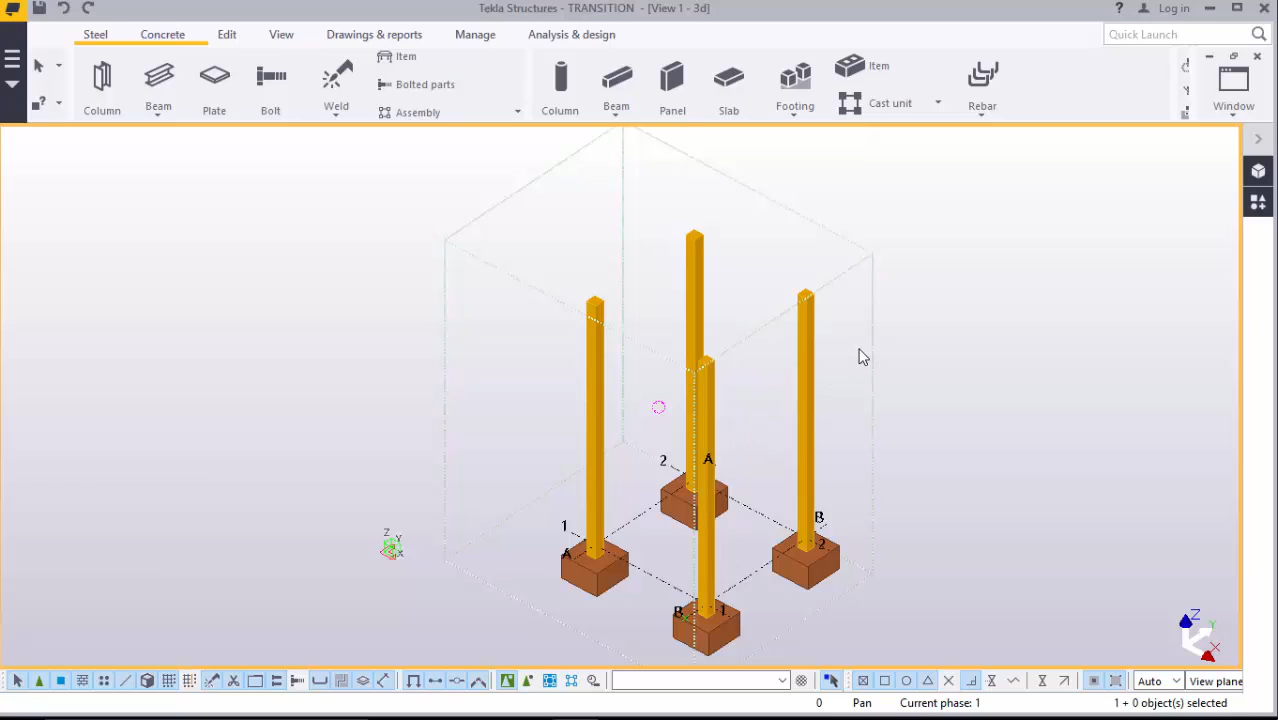 Tekla Structures - TRANSITION - [View 1 - 3d]
? Log in
Steel Concrete Edit View Drawings & reports Manage Analysis & design
Quick Launch
Column Beam Plate Bolt Weld
Item
Bolted parts
Assembly
Column Beam Panel Slab Footing
Item
Cast unit
Rebar
Window
2 A
1 B
A 2
B 1
Z
Y
X
Z
Y
X
Auto View plane
0 Pan Current phase: 1 1 + 0 object(s) selected